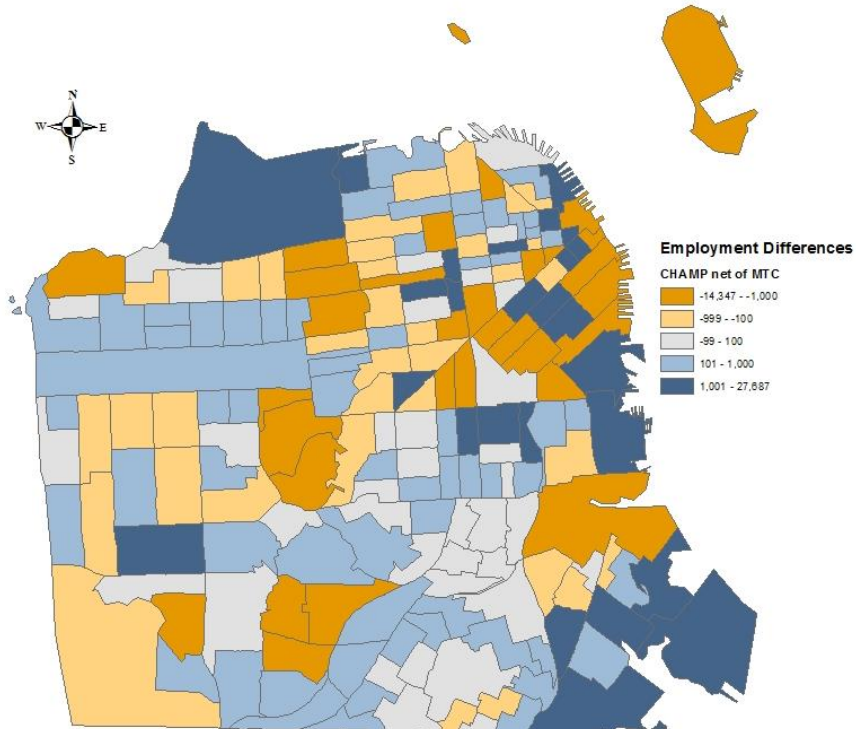 N
W E
S
Employment Differences
CHAMP net of MTC
-14,347 - -1,000
-999 - -100
-99 - 100
101 - 1,000
1,001 - 27,687